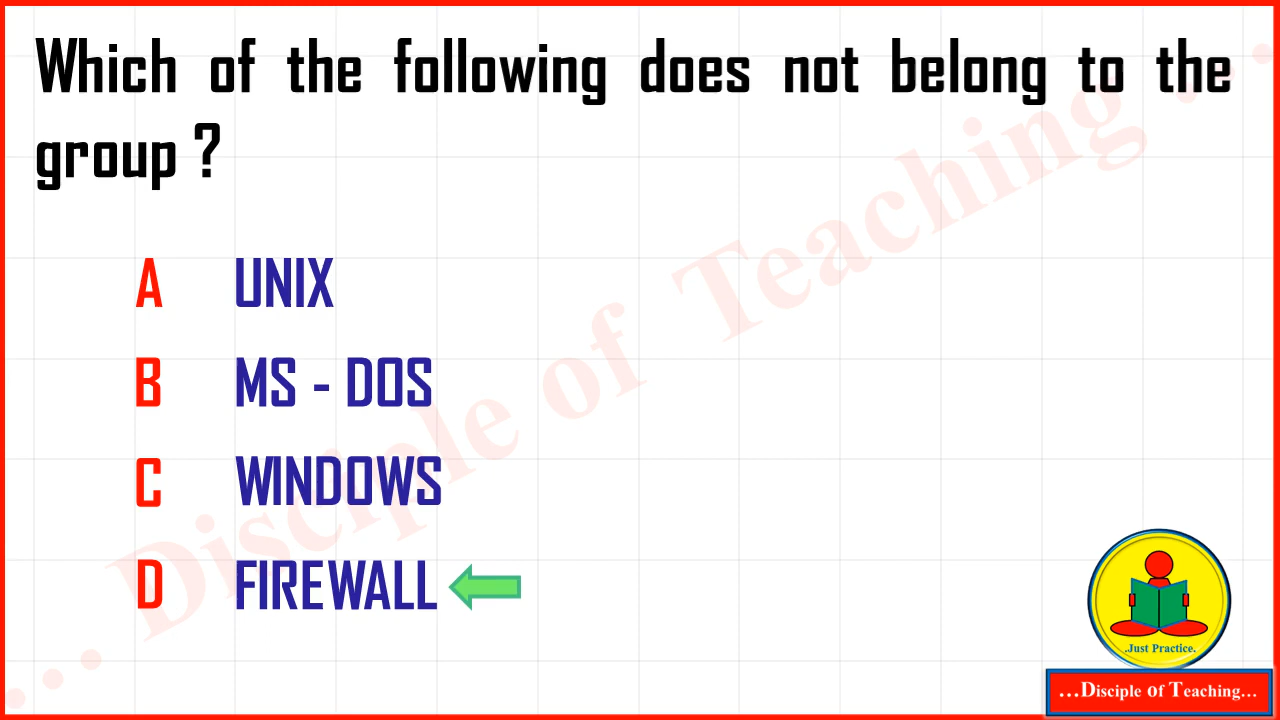 Which of the following does not belong to the
group ?
A UNIX
B MS - DOS
C WINDOWS
D FIREWALL
... Disciple of Teaching ...
.Just Practice.
...Disciple of Teaching...